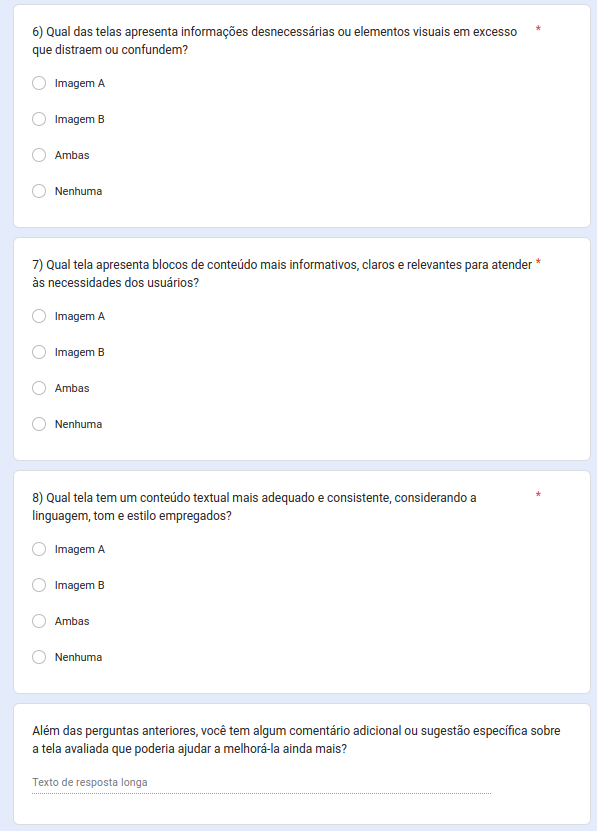 6) Qual das telas apresenta informações desnecessárias ou elementos visuais em excesso *
que distraem ou confundem?
Imagem A
Imagem B
Ambas
Nenhuma
7) Qual tela apresenta blocos de conteúdo mais informativos, claros e relevantes para atender *
às necessidades dos usuários?
Imagem A
Imagem B
Ambas
Nenhuma
8) Qual tela tem um conteúdo textual mais adequado e consistente, considerando a *
linguagem, tom e estilo empregados?
Imagem A
Imagem B
Ambas
Nenhuma
Além das perguntas anteriores, você tem algum comentário adicional ou sugestão específica sobre
a tela avaliada que poderia ajudar a melhorá-la ainda mais?
Texto de resposta longa